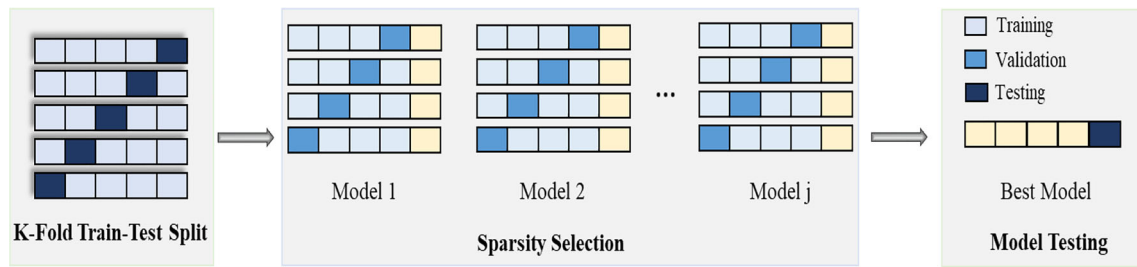 K-Fold Train-Test Split
Model 1
Model 2
...
Model j
Sparsity Selection
Training
Validation
Testing
Best Model
Model Testing